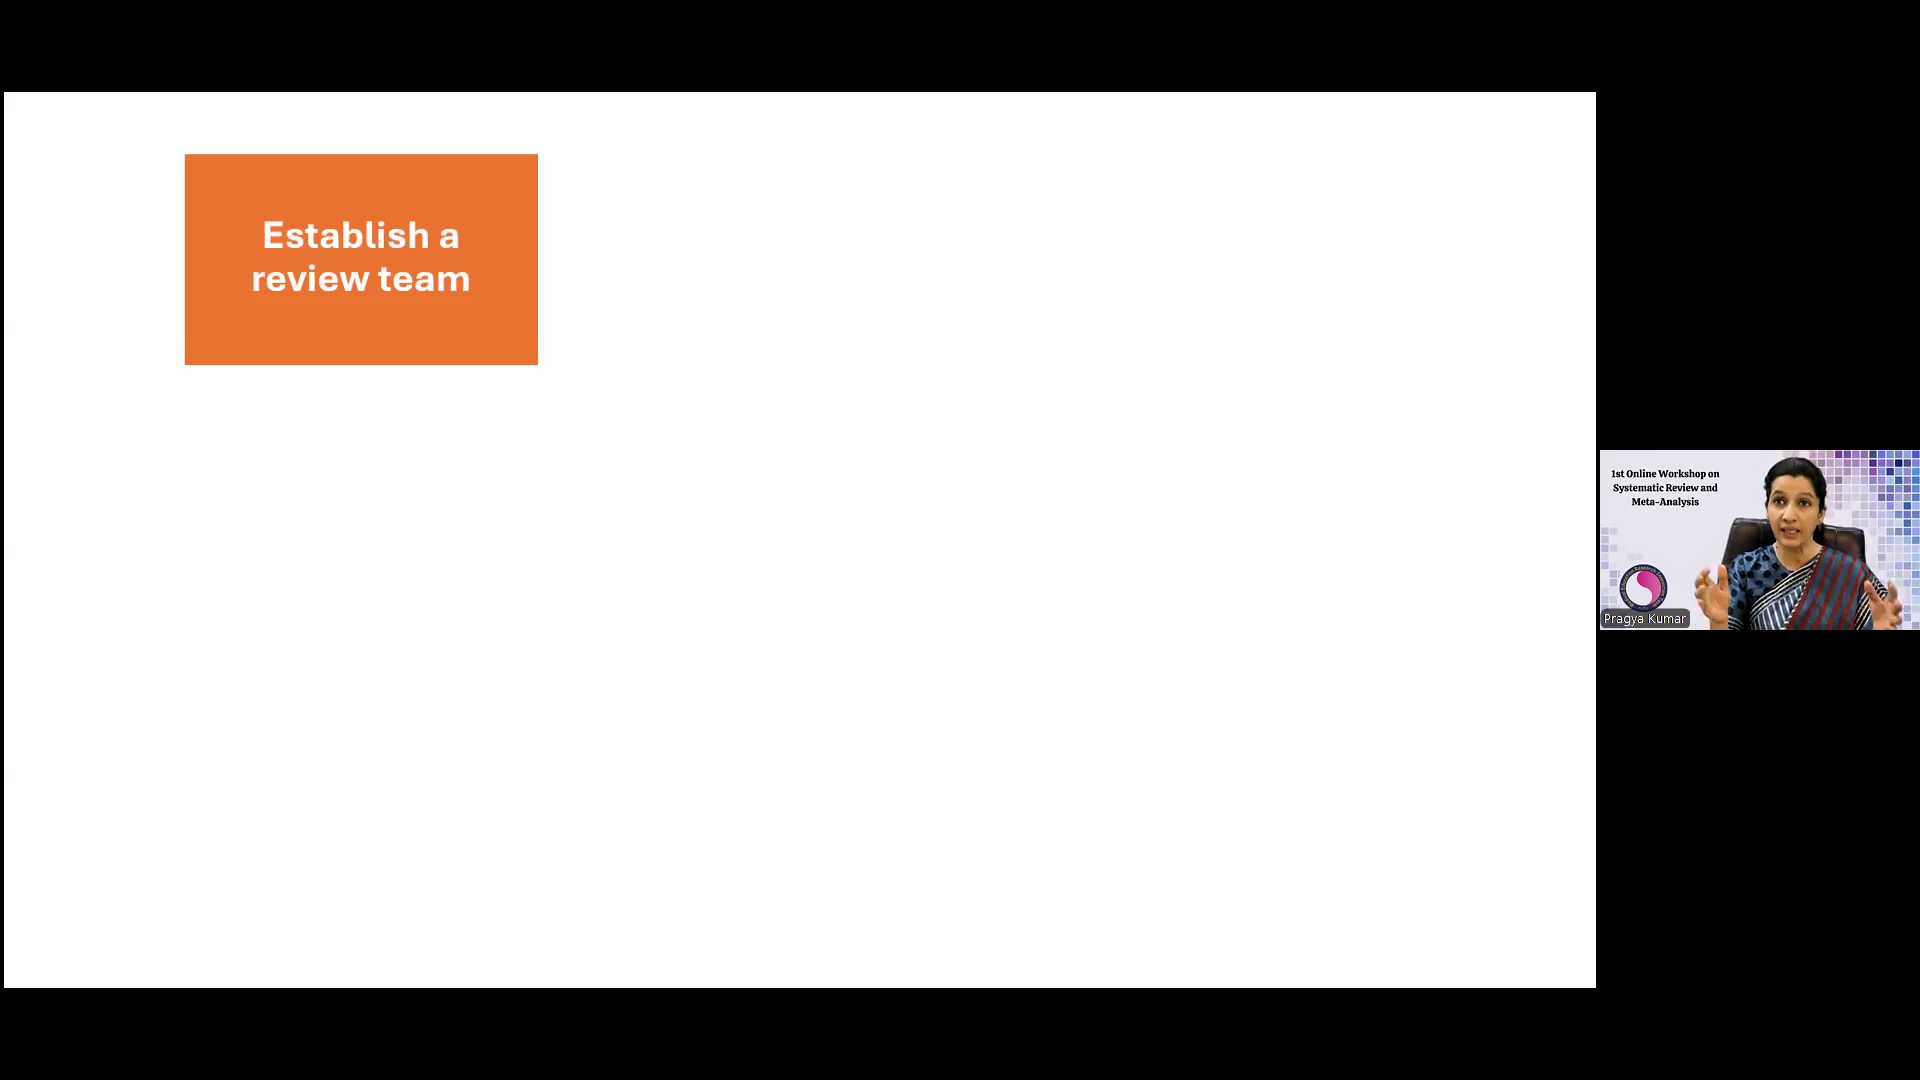 Establish a
review team
1st Online Workshop on
Systematic Review and
Meta-Analysis
Pragya Kumar